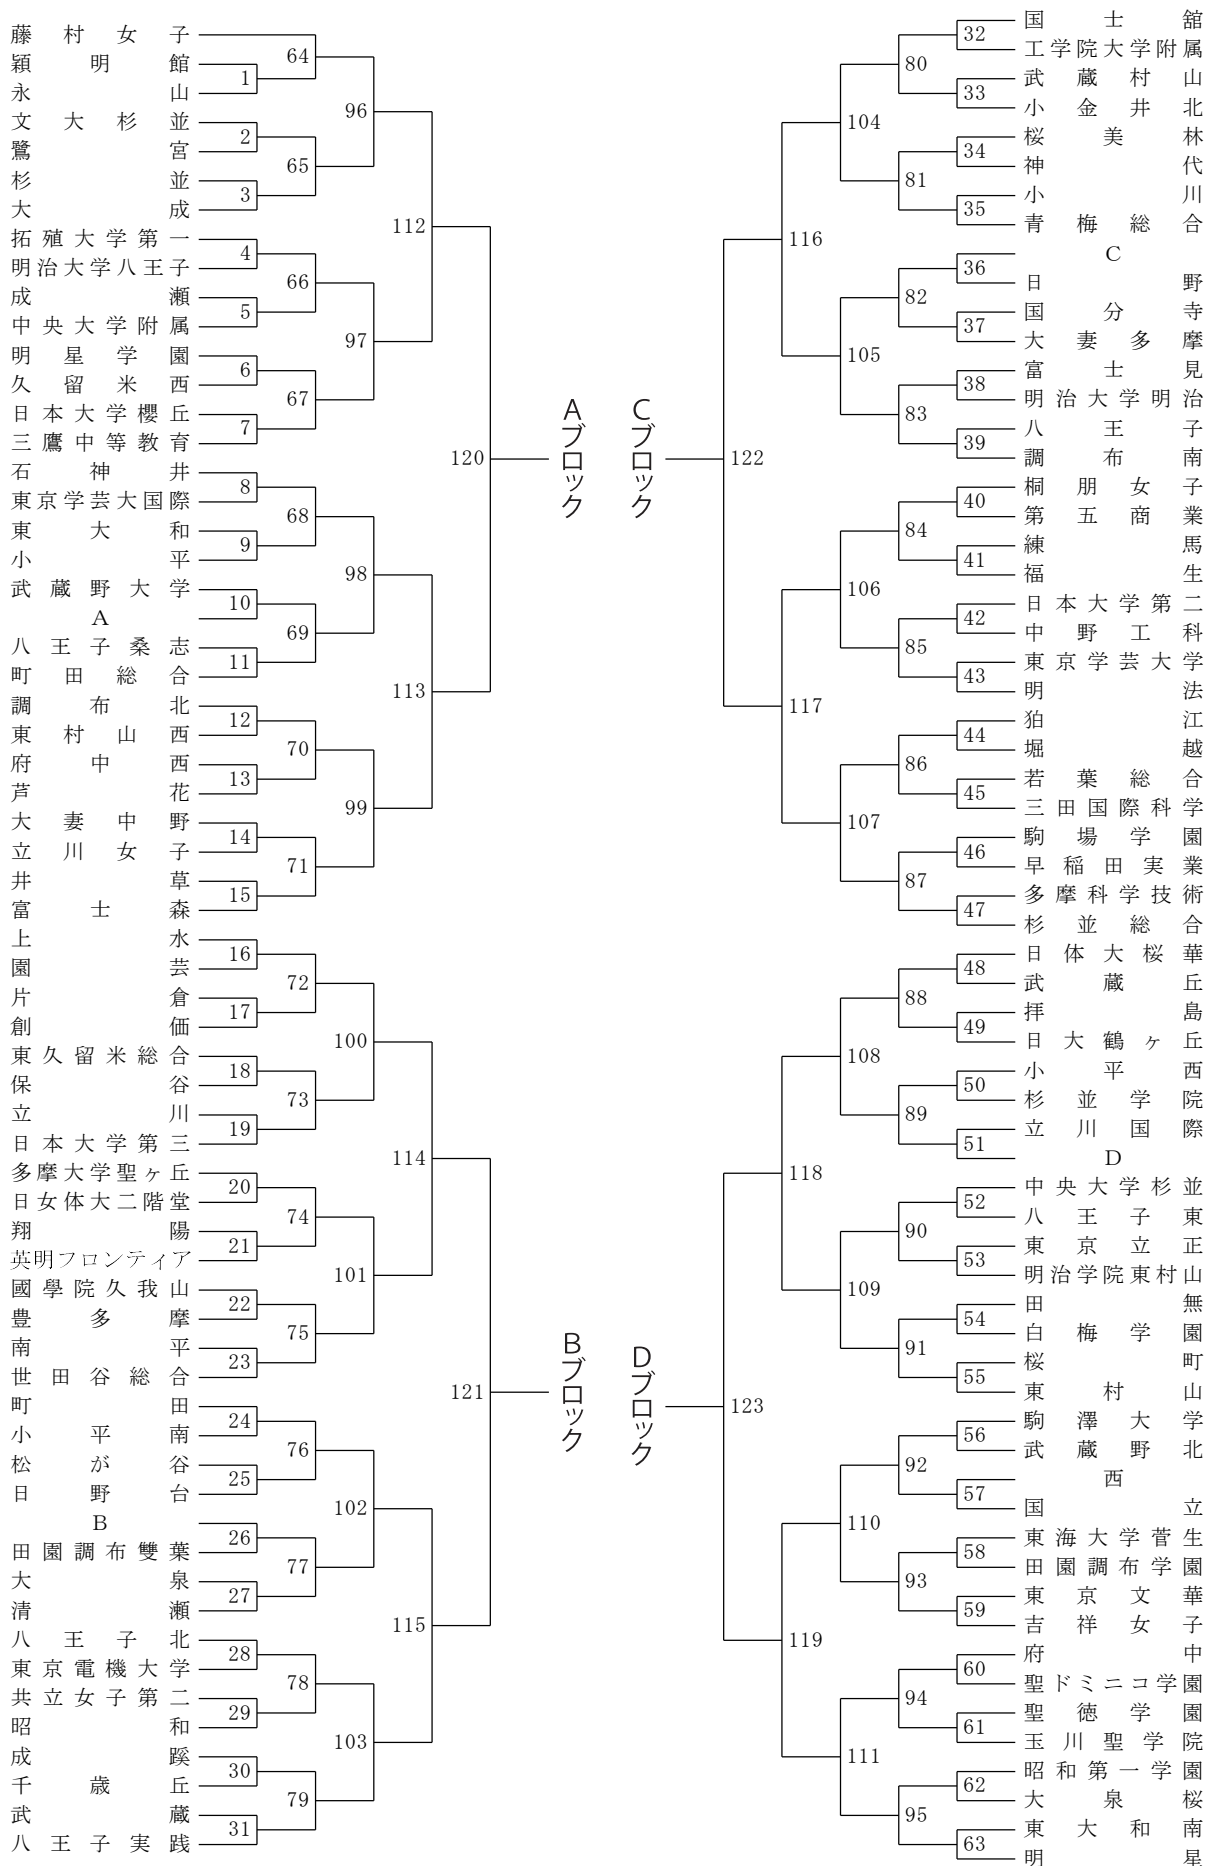 藤村女子
穎明館
永山
文大杉並
鷺宮
杉並
大成
拓殖大学第一
明治大学八王子
成瀬
中央大学附属
明星学園
久留米西
日本大学櫻丘
三鷹中等教育
石神井
東京学芸大国際
東大和
小平
武蔵野大学
A
八王子桑志
町田総合
調布北
東村山西
府中西
芦花
大妻中野
立川女子
井草
富士森
上水
園芸
片倉
創価
東久留米総合
保谷
立川
日本大学第三
多摩大学聖ヶ丘
日女体大二階堂
翔陽
英明フロンティア
國學院久我山
豊多摩
南平
世田谷総合
町田
小平南
松が谷
日野台
B
田園調布雙葉
大泉
清瀬
八王子北
東京電機大学
共立女子第二
昭和
成蹊
千歳丘
武蔵
八王子実践
1
2
3
4
5
6
7
8
9
10
11
12
13
14
15
16
17
18
19
20
21
22
23
24
25
26
27
28
29
30
31
64
65
66
67
68
69
70
71
72
73
74
75
76
77
78
79
96
97
98
99
100
101
102
103
112
113
114
115
120
121
Aブロック
Bブロック
Cブロック
Dブロック
122
123
116
117
118
119
104
105
106
107
108
109
110
111
80
81
82
83
84
85
86
87
88
89
90
91
92
93
94
95
32
33
34
35
36
37
38
39
40
41
42
43
44
45
46
47
48
49
50
51
52
53
54
55
56
57
58
59
60
61
62
63
国士舘
工学院大学附属
武蔵村山
小金井北
桜美林
神代
小川
青梅総合
C
日野
国分寺
大妻多摩
富士見
明治大学明治
八王子
調布南
桐朋女子
第五商業
練馬
福生
日本大学第二
中野工科
東京学芸大学
明法
狛江
堀越
若葉総合
三田国際科学
駒場学園
早稲田実業
多摩科学技術
杉並総合
日体大桜華
武蔵丘
拝島
日大鶴ヶ丘
小平西
杉並学院
立川国際
D
中央大学杉並
八王子東
東京立正
明治学院東村山
田無
白梅学園
桜町
東村山
駒澤大学
武蔵野北
西
国立
東海大学菅生
田園調布学園
東京文華
吉祥女子
府中
聖ドミニコ学園
聖徳学園
玉川聖学院
昭和第一学園
大泉桜
東大和南
明星